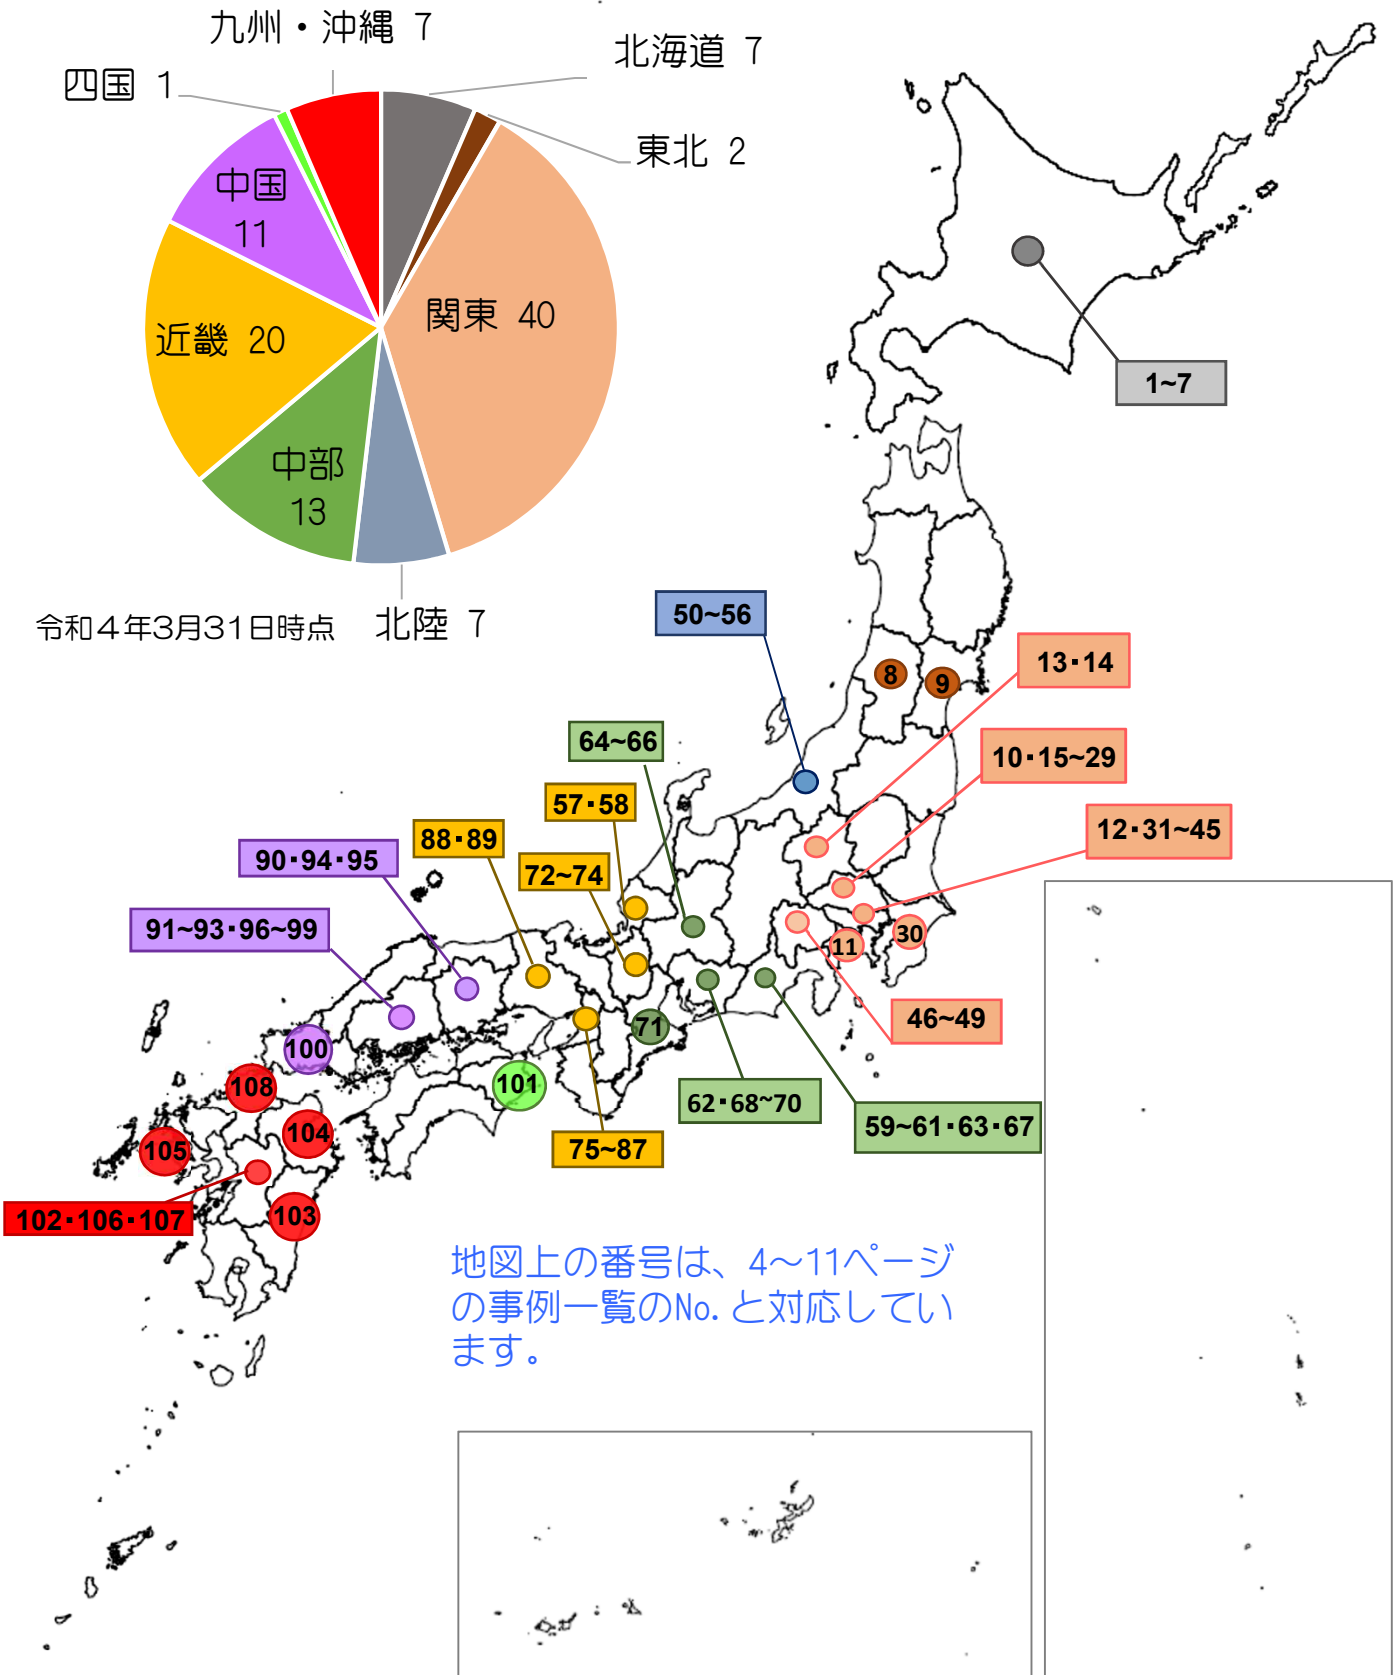 九州・沖縄 7
北海道 7
四国 1
東北 2
中国
11
関東 40
近畿 20
中部
13
北陸 7
令和4年3月31日時点
1~7
50~56
8
9
13・14
64~66
10・15~29
57・58
12・31~45
88・89
90・94・95
72~74
91~93・96~99
30
11
46~49
71
100
108
101
62・68~70
59~61・63・67
104
75~87
105
102・106・107
103
地図上の番号は、4～11ページ
の事例一覧のNo.と対応してい
ます。